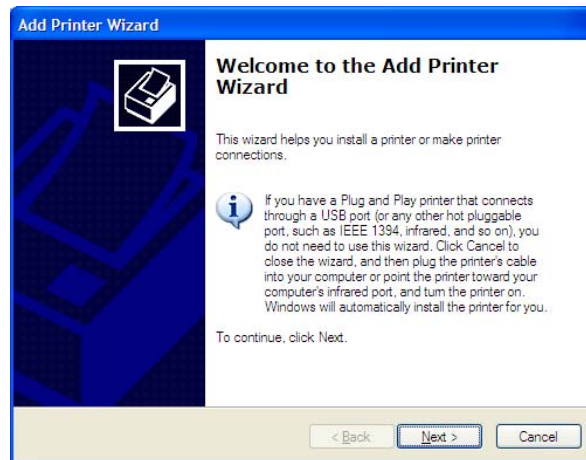 Add Printer Wizard
Welcome to the Add Printer
Wizard
This wizard helps you install a printer or make printer
connections.
If you have a Plug and Play printer that connects
through a USB port (or any other hot pluggable
port, such as IEEE 1394, infrared, and so on), you
do not need to use this wizard. Click Cancel to
close the wizard, and then plug the printer's cable
into your computer or point the printer toward your
computer's infrared port, and turn the printer on.
Windows will automatically install the printer for you.
To continue, click Next.
< Back Next > Cancel